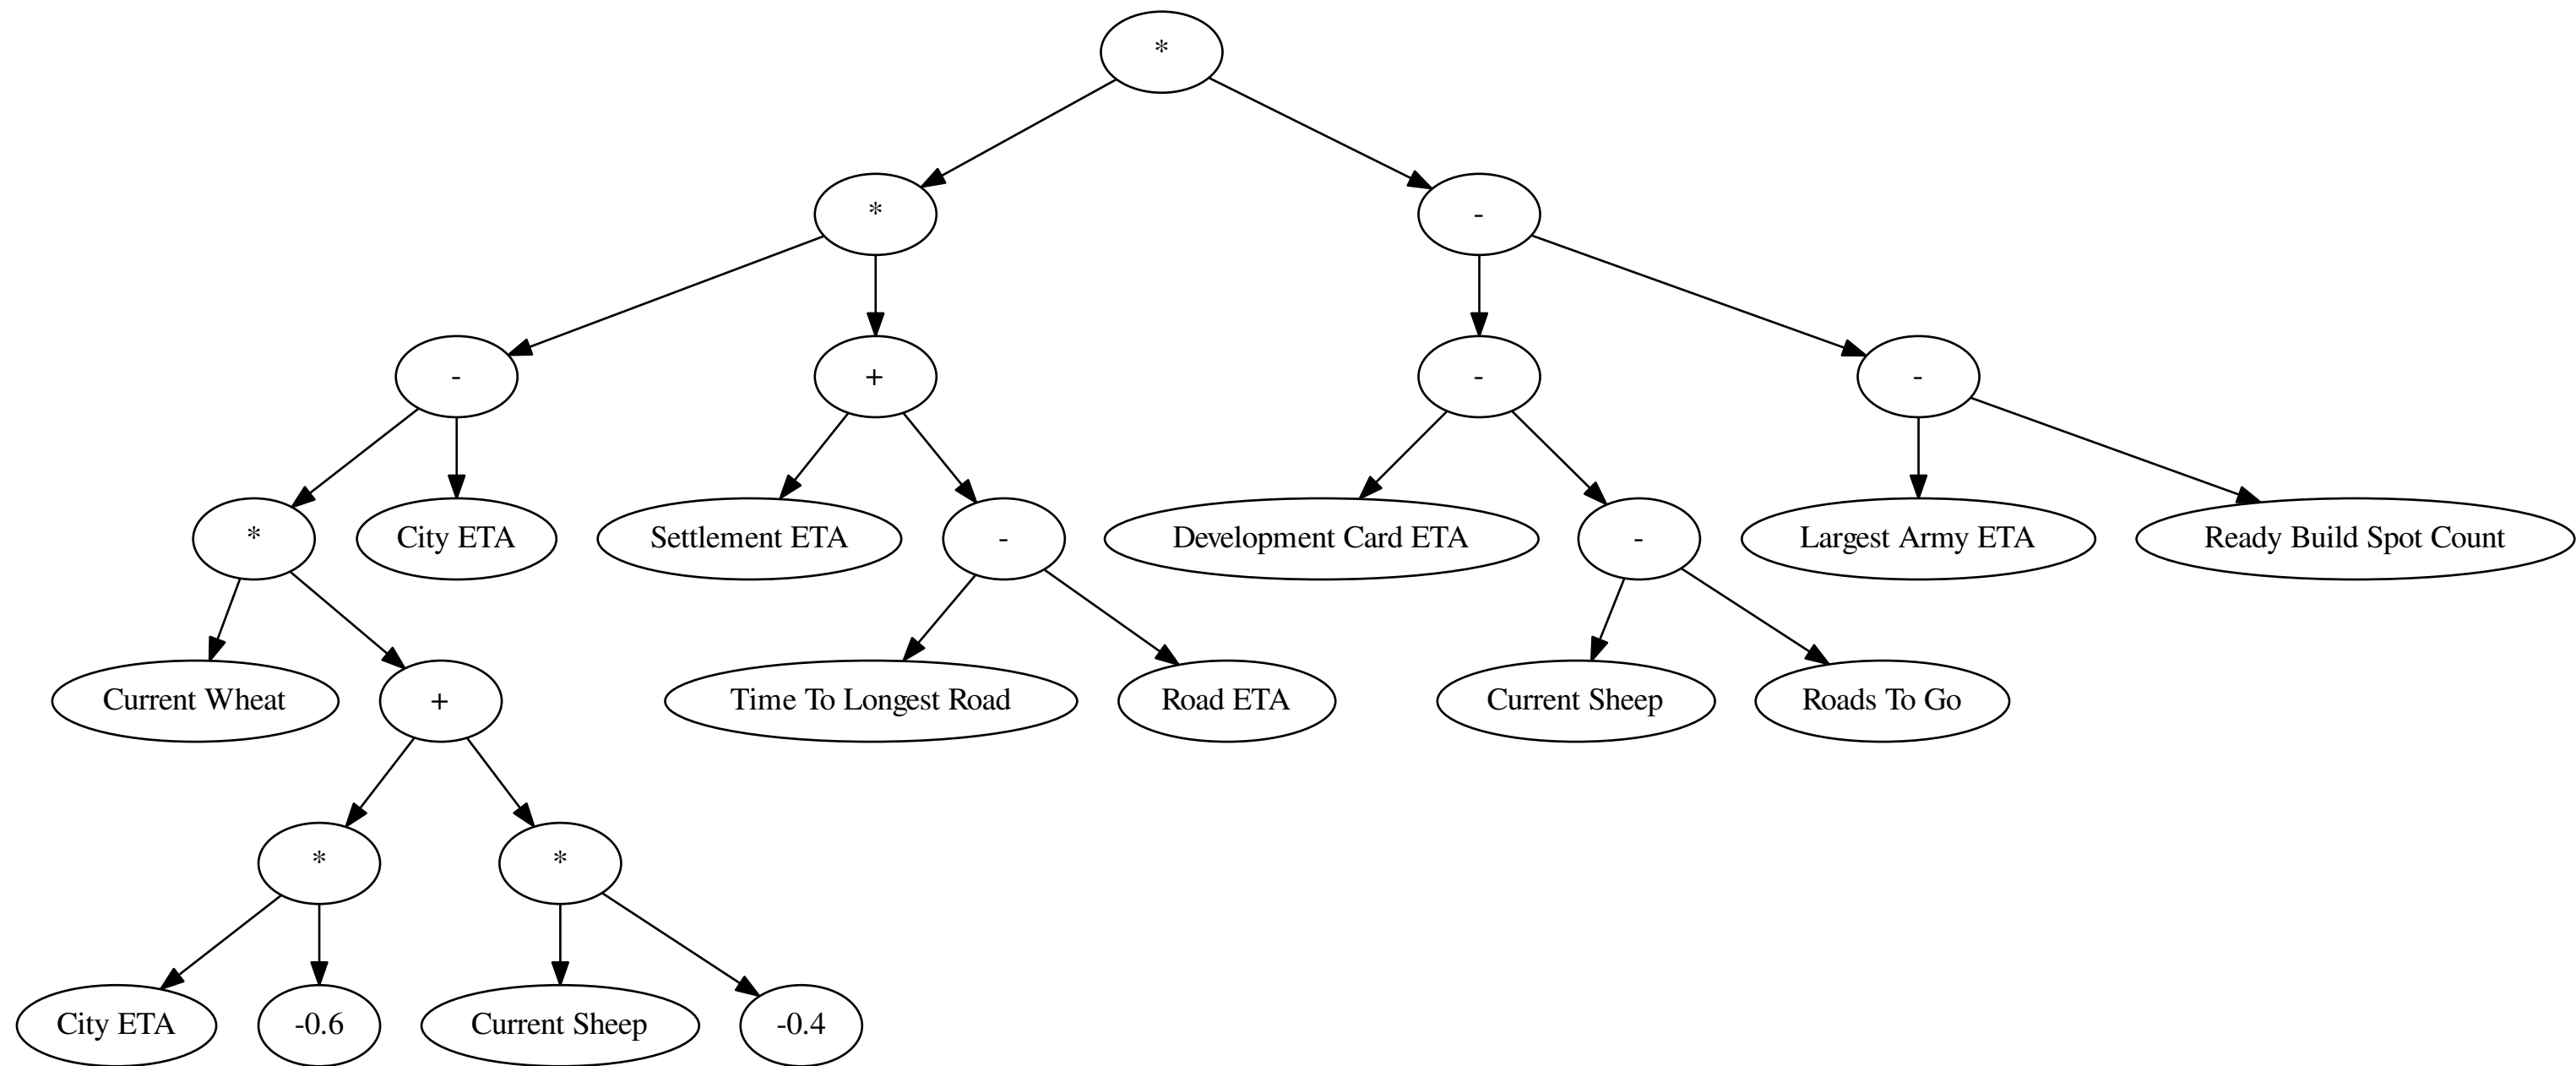 *
*
-
-
+
-
-
*
City ETA
Settlement ETA
-
Development Card ETA
-
Largest Army ETA
Ready Build Spot Count
Current Wheat
+
Time To Longest Road
Road ETA
Current Sheep
Roads To Go
*
*
City ETA
-0.6
Current Sheep
-0.4